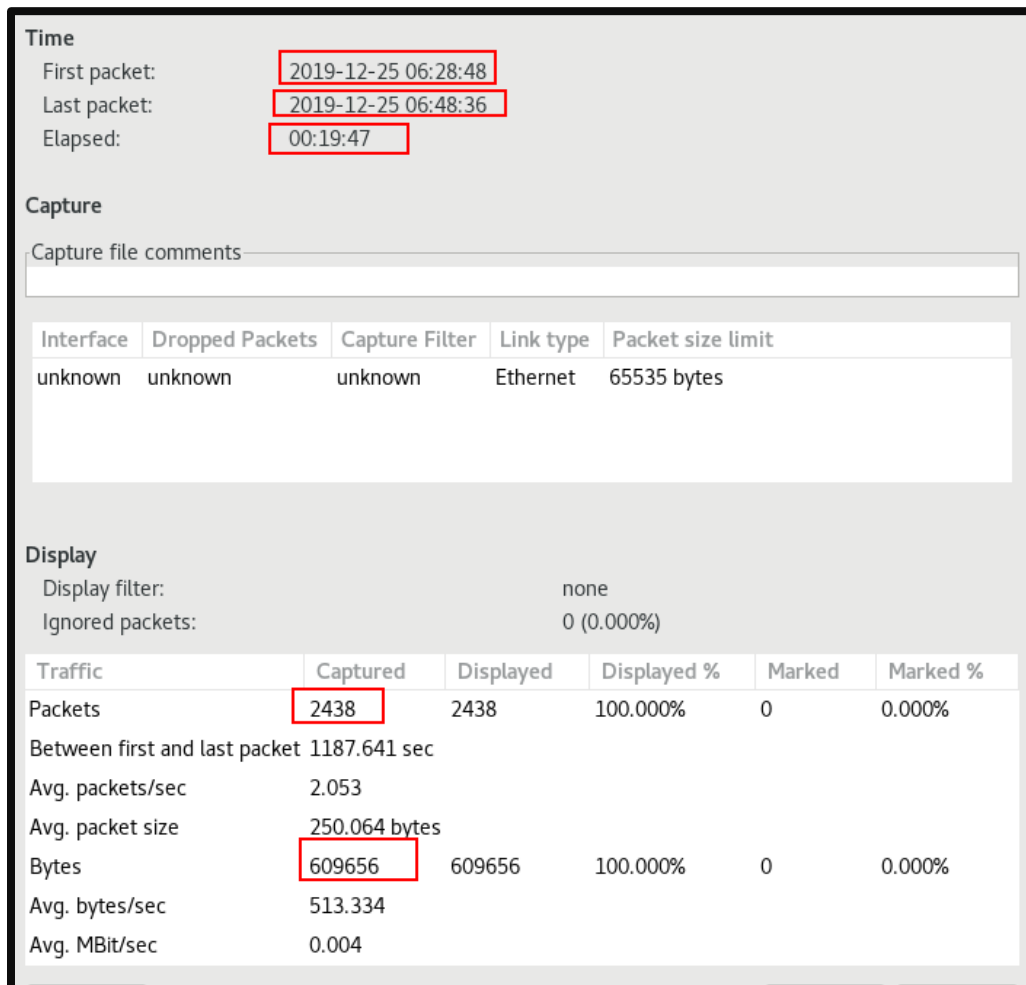 Time
First packet: 2019-12-25 06:28:48
Last packet: 2019-12-25 06:48:36
Elapsed: 00:19:47
Capture
Capture file comments
Interface Dropped Packets Capture Filter Link type Packet size limit
unknown unknown unknown Ethernet 65535 bytes
Display
Display filter: none
Ignored packets: 0 (0.000%)
Traffic Captured Displayed Displayed % Marked Marked %
Packets 2438 2438 100.000% 0 0.000%
Between first and last packet 1187.641 sec
Avg. packets/sec 2.053
Avg. packet size 250.064 bytes
Bytes 609656 609656 100.000% 0 0.000%
Avg. bytes/sec 513.334
Avg. MBit/sec 0.004